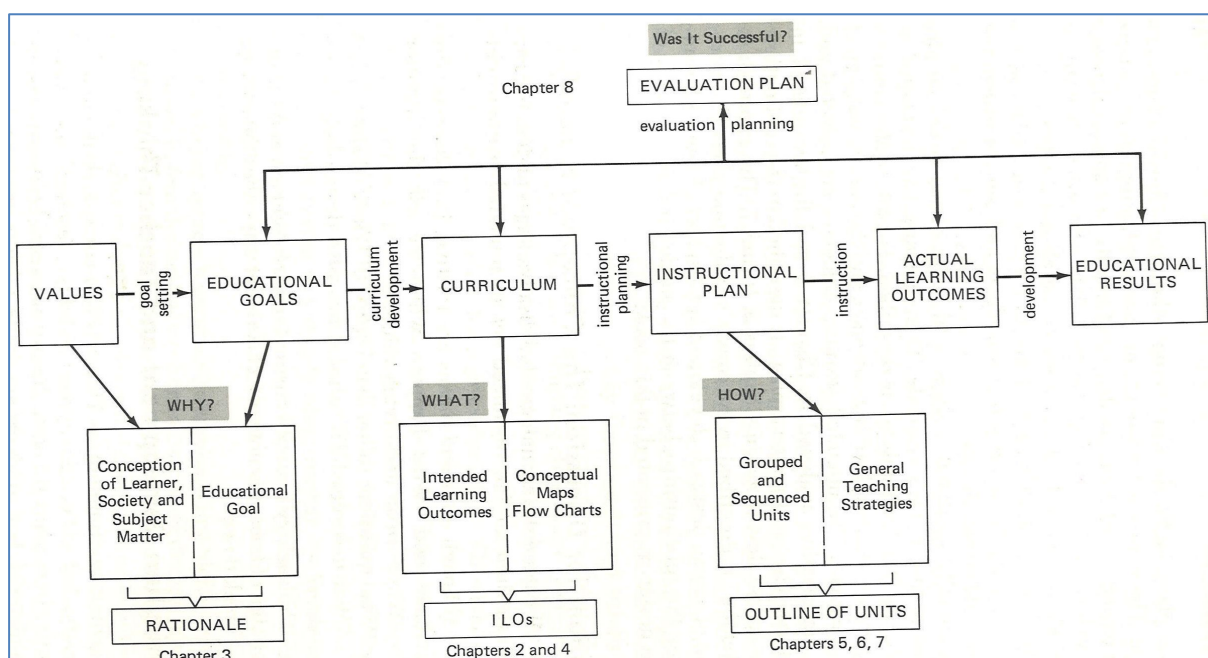 Was It Successful?
Chapter 8
EVALUATION PLAN
evaluation planning
VALUES
goal
setting
EDUCATIONAL
GOALS
curriculum
development
CURRICULUM
instructional
planning
INSTRUCTIONAL
PLAN
instruction
ACTUAL
LEARNING
OUTCOMES
development
EDUCATIONAL
RESULTS
WHY?
Conception
of Learner,
Society and
Subject
Matter
Educational
Goal
RATIONALE
Chapter 3
WHAT?
Intended
Learning
Outcomes
Conceptual
Maps
Flow Charts
ILOs
Chapters 2 and 4
HOW?
Grouped
and
Sequenced
Units
General
Teaching
Strategies
OUTLINE OF UNITS
Chapters 5, 6, 7